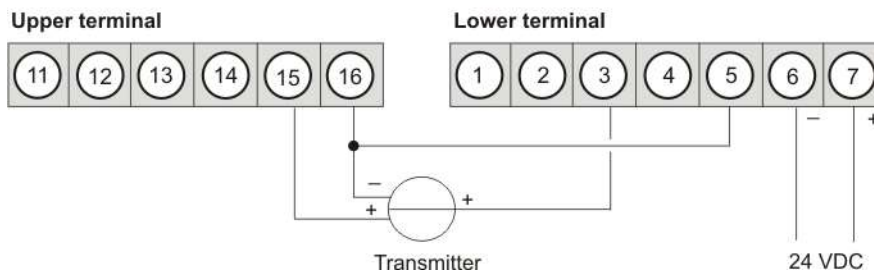 Upper terminal
Lower terminal
11 12 13 14 15 16
1 2 3 4 5 6 7
– +
–
+ +
Transmitter
24 VDC